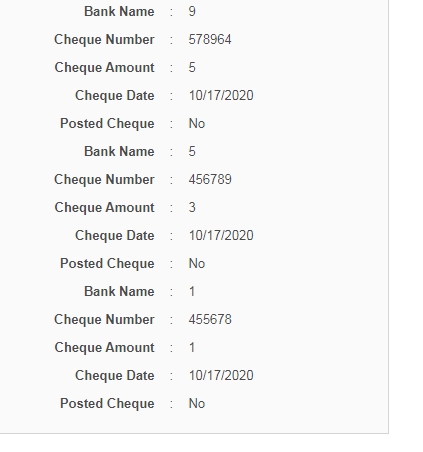 Bank Name : 9
Cheque Number : 578964
Cheque Amount : 5
Cheque Date : 10/17/2020
Posted Cheque : No
Bank Name : 5
Cheque Number : 456789
Cheque Amount : 3
Cheque Date : 10/17/2020
Posted Cheque : No
Bank Name : 1
Cheque Number : 455678
Cheque Amount : 1
Cheque Date : 10/17/2020
Posted Cheque : No